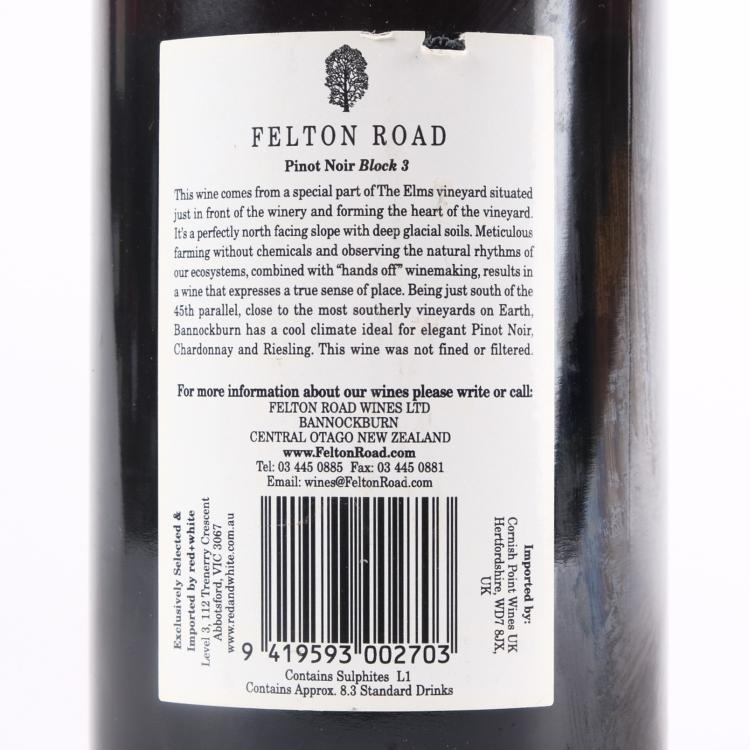 FELTON ROAD
Pinot Noir Block 3
This wine comes from a special part of The Elms vineyard situated
just in front of the winery and forming the heart of the vineyard.
It's a perfectly north facing slope with deep glacial soils. Meticulous
farming without chemicals and observing the natural rhythms of
our ecosystems, combined with "hands off" winemaking, results in
a wine that expresses a true sense of place. Being just south of the
45th parallel, close to the most southerly vineyards on Earth,
Bannockburn has a cool climate ideal for elegant Pinot Noir,
Chardonnay and Riesling. This wine was not fined or filtered.
For more information about our wines please write or call:
FELTON ROAD WINES LTD
BANNOCKBURN
CENTRAL OTAGO NEW ZEALAND
www.FeltonRoad.com
Tel: 03 445 0885 Fax: 03 445 0881
Email: wines@FeltonRoad.com
Exclusively Selected &
Imported by red+white
Level 3, 112 Trenerry Crescent
Abbotsford, VIC 3067
www.redandwhite.com.au
Imported by:
Cornish Point Wines UK
Hertfordshire, WD7 8JX,
UK
9 419593 002703
Contains Sulphites L1
Contains Approx. 8.3 Standard Drinks